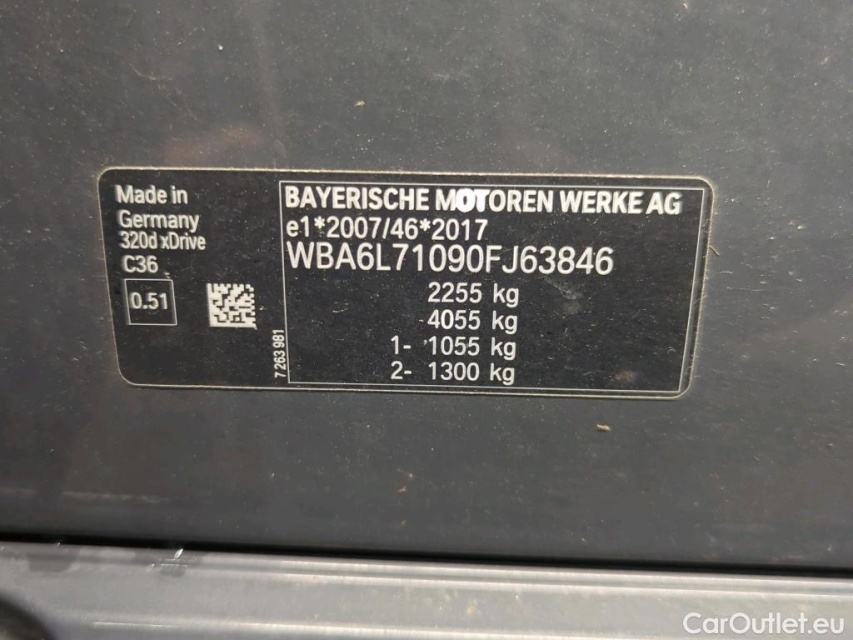 Made in
Germany
320d xDrive
C36
0.51
7 263 981
BAYERISCHE MOTOREN WERKE AG
e1*2007/46*2017
WBA6L71090FJ63846
2255 kg
4055 kg
1- 1055 kg
2- 1300 kg
CarOutlet.eu